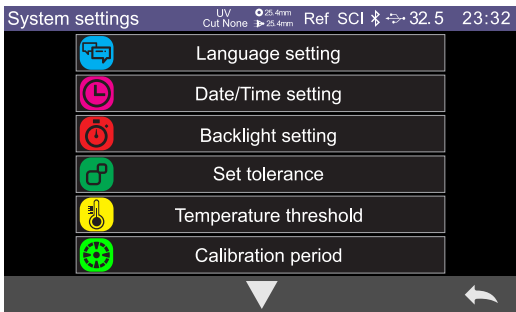 System settings UV Cut None 25.4mm 25.4mm Ref SCI 32.5 23:32
Language setting
Date/Time setting
Backlight setting
Set tolerance
Temperature threshold
Calibration period